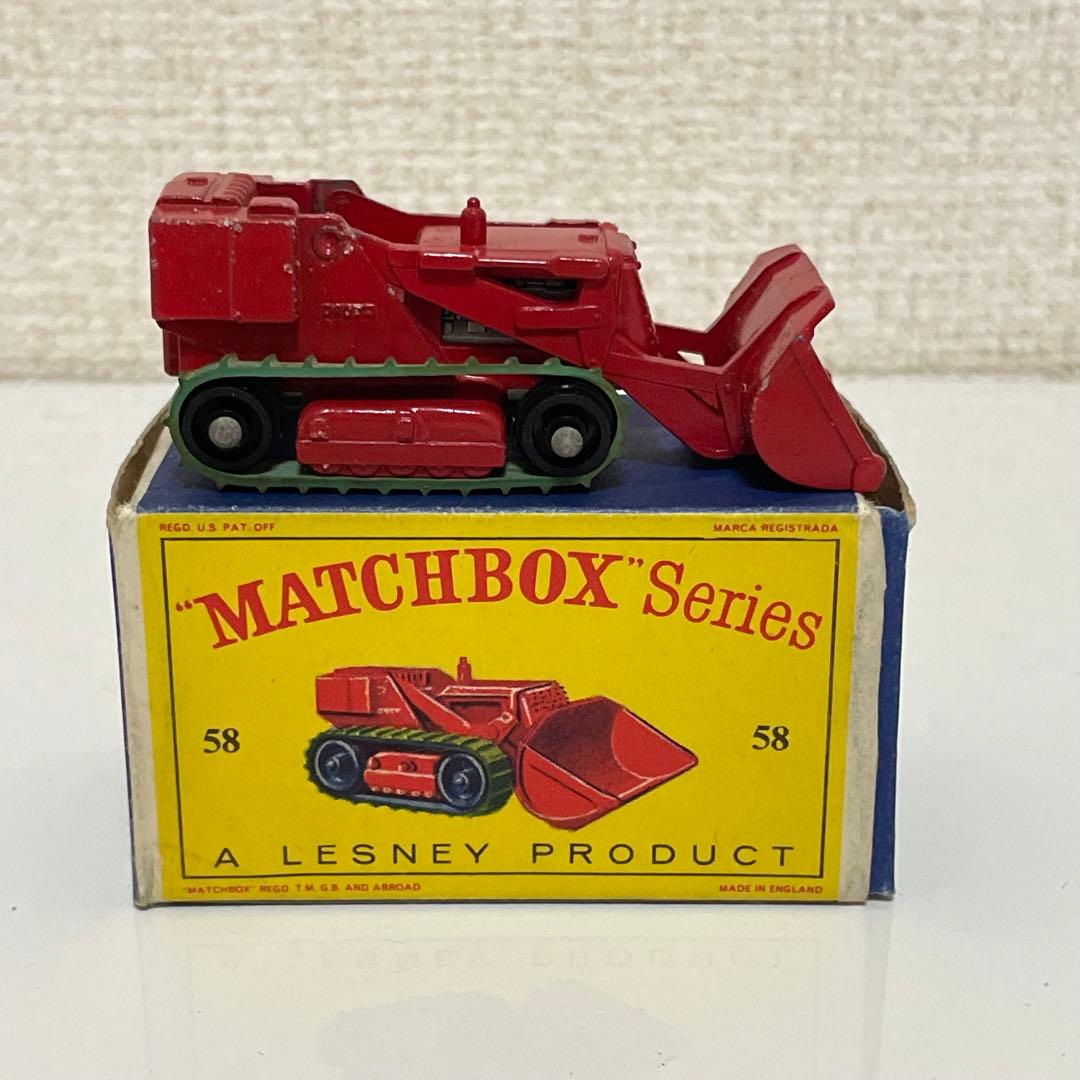 REGD. U.S. PAT. OFF. MARCA REGISTRADA
"MATCHBOX" Series
58 58
A LESNEY PRODUCT
"MATCHBOX" REGD. T.M. G.B. AND ABROAD MADE IN ENGLAND